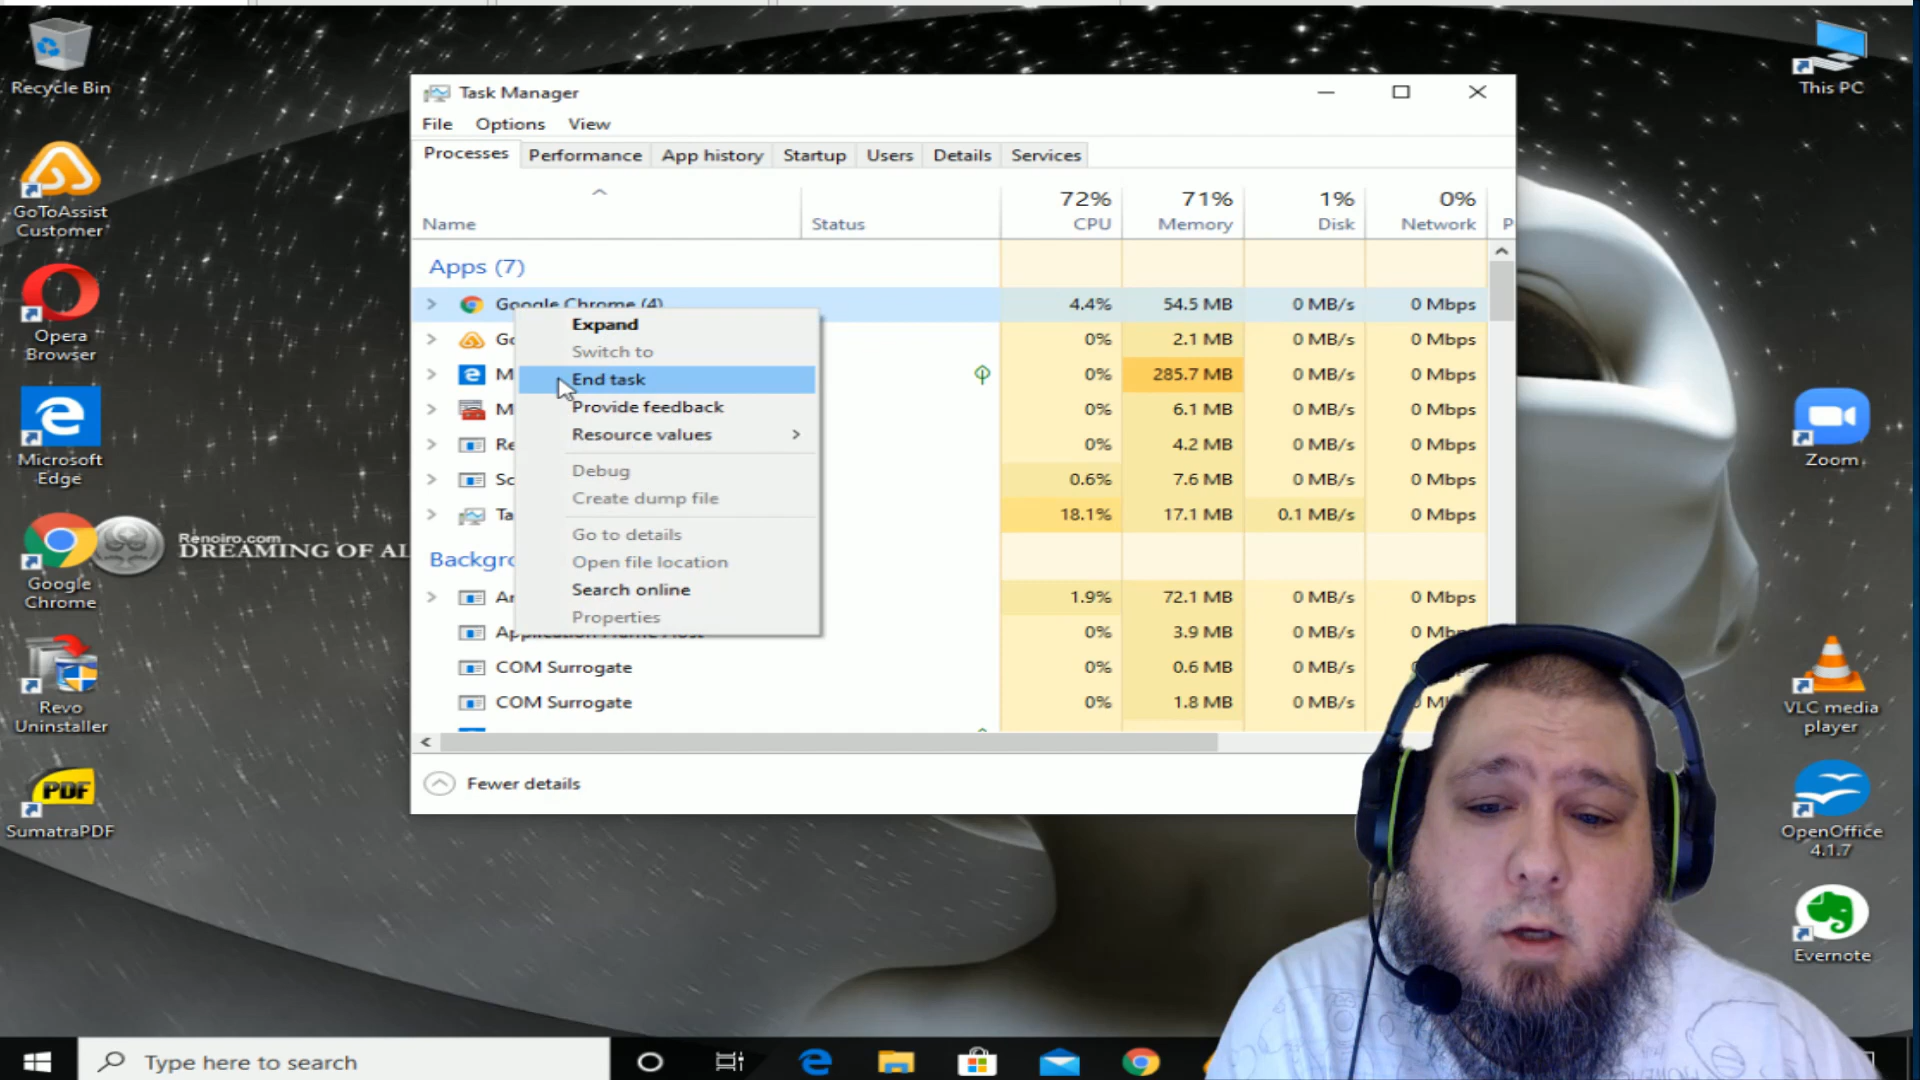 Recycle Bin
GoToAssist
Customer
Opera
Browser
Microsoft
Edge
Google
Chrome
Revo
Uninstaller
PDF
SumatraPDF
Renoiro.com
DREAMING OF AL
Task Manager
File Options View
Processes Performance App history Startup Users Details Services
72% 71% 1% 0%
Name Status CPU Memory Disk Network P
Apps (7)
Google Chrome (4) 4.4% 54.5 MB 0 MB/s 0 Mbps
Go 0% 2.1 MB 0 MB/s 0 Mbps
M 0% 285.7 MB 0 MB/s 0 Mbps
M 0% 6.1 MB 0 MB/s 0 Mbps
Re 0% 4.2 MB 0 MB/s 0 Mbps
Sc 0.6% 7.6 MB 0 MB/s 0 Mbps
Ta 18.1% 17.1 MB 0.1 MB/s 0 Mbps
Backgro
1.9% 72.1 MB 0 MB/s 0 Mbps
0% 3.9 MB 0 MB/s 0 Mbps
COM Surrogate 0% 0.6 MB 0 MB/s
COM Surrogate 0% 1.8 MB 0 MB/s
Fewer details
Expand
Switch to
End task
Provide feedback
Resource values
Debug
Create dump file
Go to details
Open file location
Search online
Properties
This PC
Zoom
VLC media
player
OpenOffice
4.1.7
Evernote
Type here to search